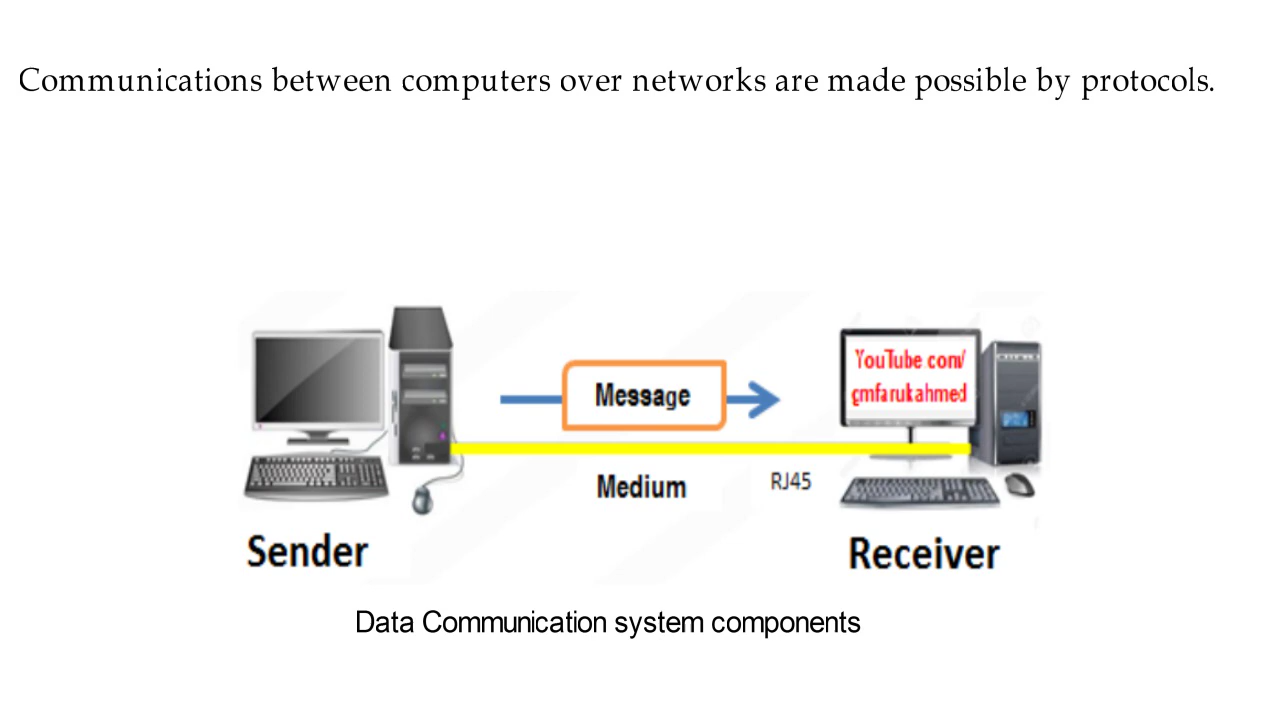 Communications between computers over networks are made possible by protocols.
Message
YouTube com/
gmfarukahmed
Medium
RJ45
Sender
Receiver
Data Communication system components